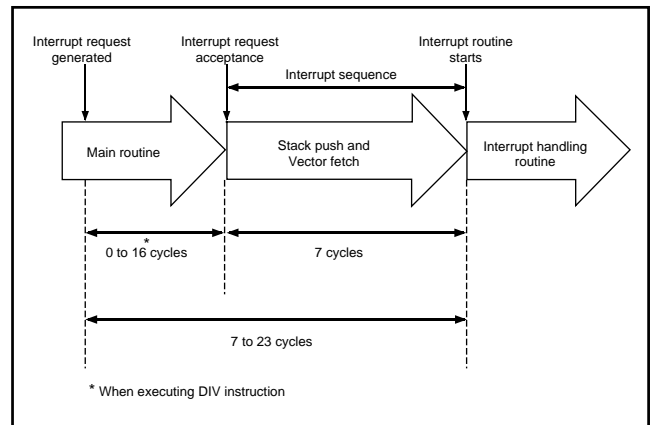 Interrupt request
generated
Interrupt request
acceptance
Interrupt routine
starts
Interrupt sequence
Main routine
Stack push and
Vector fetch
Interrupt handling
routine
*
0 to 16 cycles
7 cycles
7 to 23 cycles
* When executing DIV instruction